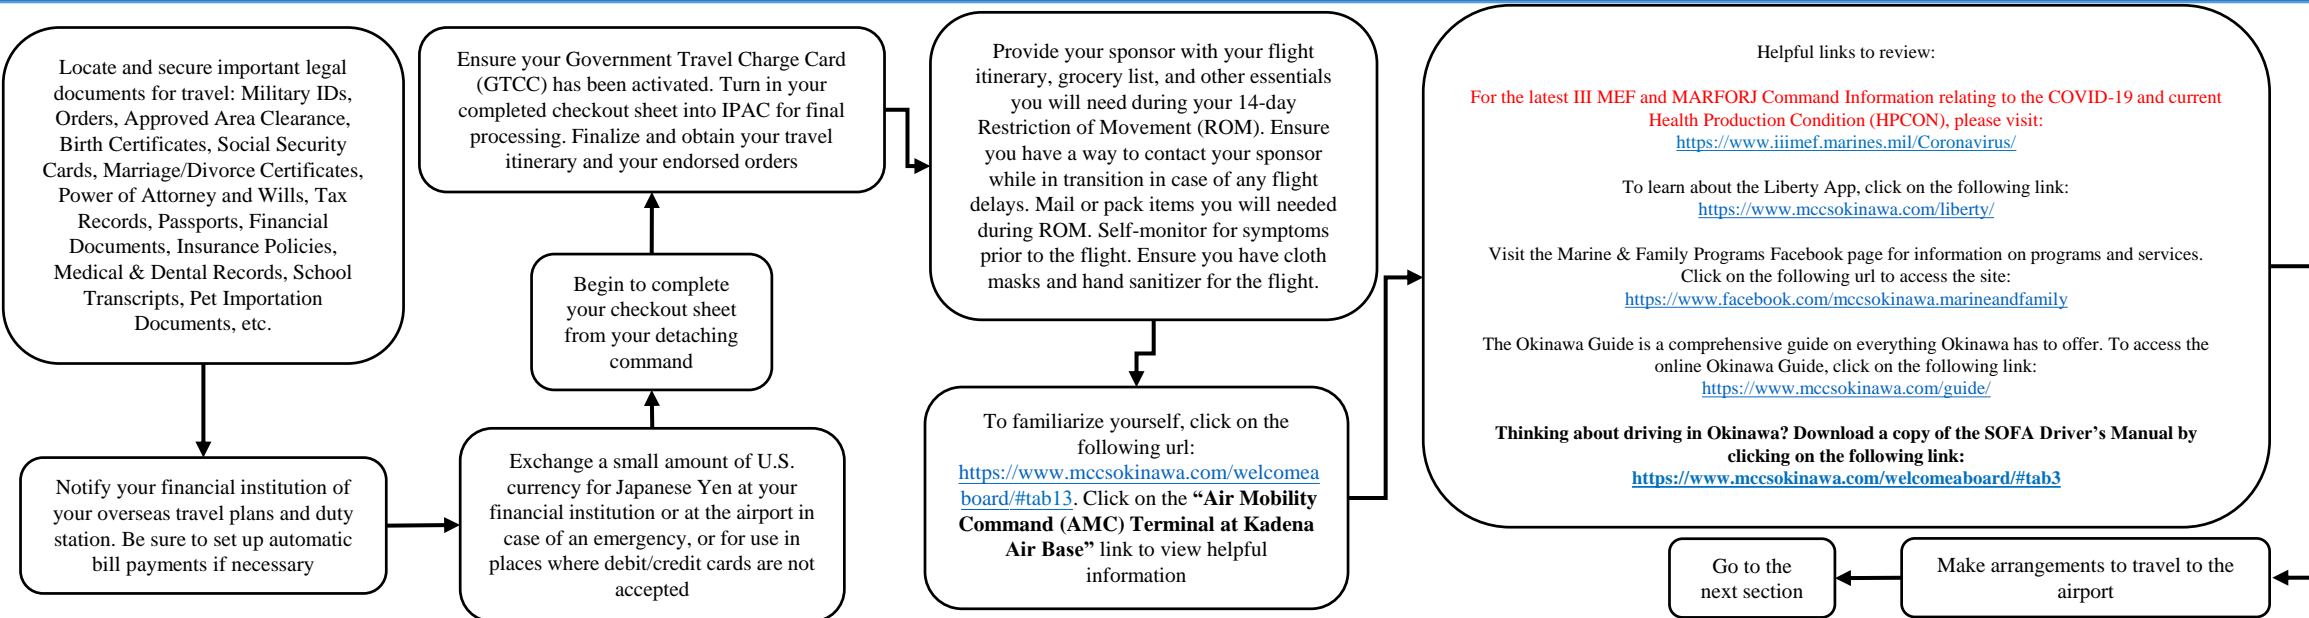 Locate and secure important legal
documents for travel: Military IDs,
Orders, Approved Area Clearance,
Birth Certificates, Social Security
Cards, Marriage/Divorce Certificates,
Power of Attorney and Wills, Tax
Records, Passports, Financial
Documents, Insurance Policies,
Medical & Dental Records, School
Transcripts, Pet Importation
Documents, etc.
Notify your financial institution of
your overseas travel plans and duty
station. Be sure to set up automatic
bill payments if necessary
Exchange a small amount of U.S.
currency for Japanese Yen at your
financial institution or at the airport in
case of an emergency, or for use in
places where debit/credit cards are not
accepted
Begin to complete
your checkout sheet
from your detaching
command
Ensure your Government Travel Charge Card
(GTCC) has been activated. Turn in your
completed checkout sheet into IPAC for final
processing. Finalize and obtain your travel
itinerary and your endorsed orders
Provide your sponsor with your flight
itinerary, grocery list, and other essentials
you will need during your 14-day
Restriction of Movement (ROM). Ensure
you have a way to contact your sponsor
while in transition in case of any flight
delays. Mail or pack items you will needed
during ROM. Self-monitor for symptoms
prior to the flight. Ensure you have cloth
masks and hand sanitizer for the flight.
To familiarize yourself, click on the
following url:
https://www.mccsokinawa.com/welcomea
board/#tab13. Click on the “Air Mobility
Command (AMC) Terminal at Kadena
Air Base” link to view helpful
information
Helpful links to review:
For the latest III MEF and MARFORJ Command Information relating to the COVID-19 and current
Health Production Condition (HPCON), please visit:
https://www.iiimef.marines.mil/Coronavirus/
To learn about the Liberty App, click on the following link:
https://www.mccsokinawa.com/liberty/
Visit the Marine & Family Programs Facebook page for information on programs and services.
Click on the following url to access the site:
https://www.facebook.com/mccsokinawa.marineandfamily
The Okinawa Guide is a comprehensive guide on everything Okinawa has to offer. To access the
online Okinawa Guide, click on the following link:
https://www.mccsokinawa.com/guide/
Thinking about driving in Okinawa? Download a copy of the SOFA Driver’s Manual by
clicking on the following link:
https://www.mccsokinawa.com/welcomeaboard/#tab3
Make arrangements to travel to the
airport
Go to the
next section